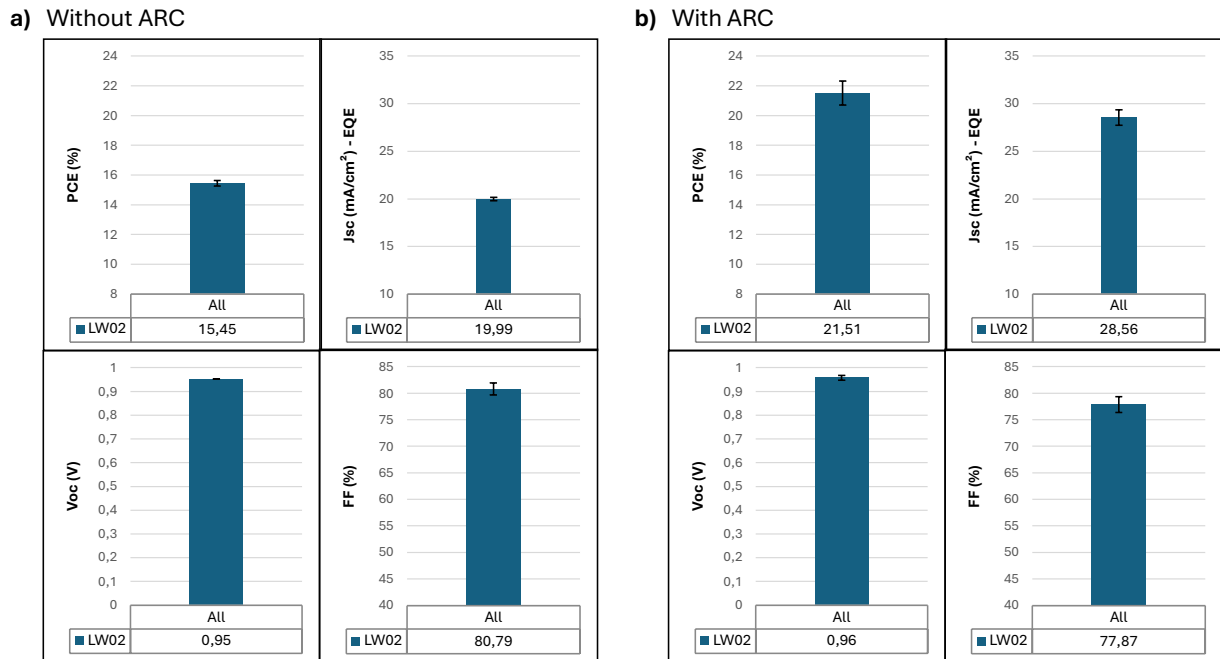 a) Without ARC
PCE (%)
24
22
20
18
16
14
12
10
8
All
LW02 15,45
Jsc (mA/cm²) - EQE
35
30
25
20
15
10
All
LW02 19,99
Voc (V)
1
0,9
0,8
0,7
0,6
0,5
0,4
0,3
0,2
0,1
0
All
LW02 0,95
FF (%)
85
80
75
70
65
60
55
50
45
40
All
LW02 80,79
b) With ARC
PCE (%)
24
22
20
18
16
14
12
10
8
All
LW02 21,51
Jsc (mA/cm²) - EQE
35
30
25
20
15
10
All
LW02 28,56
Voc (V)
1
0,9
0,8
0,7
0,6
0,5
0,4
0,3
0,2
0,1
0
All
LW02 0,96
FF (%)
85
80
75
70
65
60
55
50
45
40
All
LW02 77,87